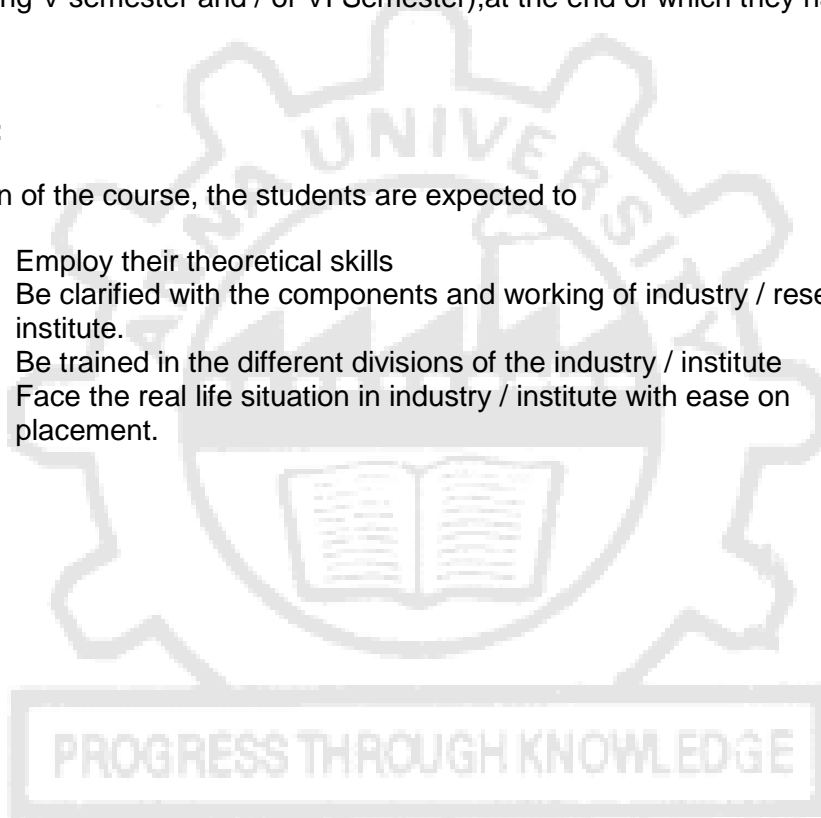 ng V semester and / or VI Semester),at the end of which they
:
n of the course, the students are expected to
Employ their theoretical skills
Be clarified with the components and working of industry /
institute.
Be trained in the different divisions of the industry / institute
Face the real life situation in industry / institute with ease on
placement.
ANNA UNIVERSITY
PROGRESS THROUGH KNOWLEDGE